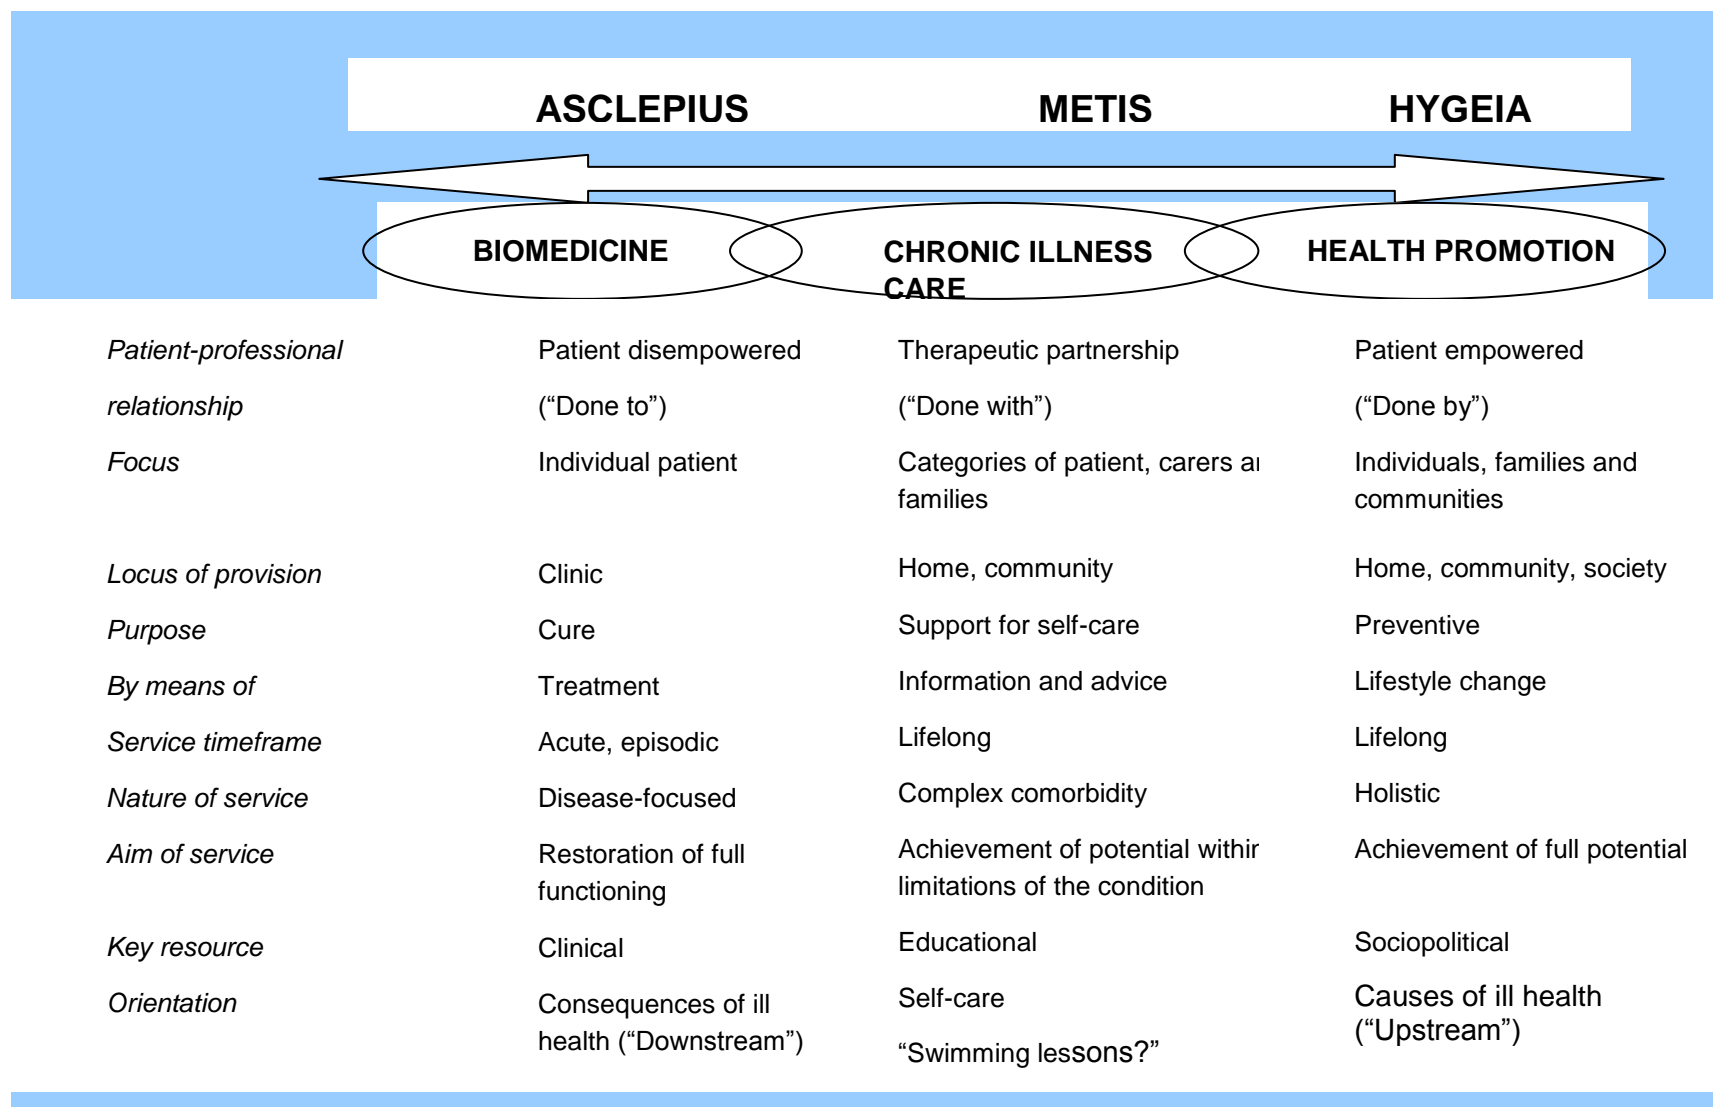 ASCLEPIUS METIS HYGEIA
BIOMEDICINE CHRONIC ILLNESS HEALTH PROMOTION
CARE
Patient-professional Patient disempowered Therapeutic partnership Patient empowered
relationship (“Done to”) (“Done with”) (“Done by”)
Focus Individual patient Categories of patient, carers Individuals, families and
families communities
Locus of provision Clinic Home, community Home, community, society
Purpose Cure Support for self-care Preventive
By means of Treatment Information and advice Lifestyle change
Service timeframe Acute, episodic Lifelong Lifelong
Nature of service Disease-focused Complex comorbidity Holistic
Aim of service Restoration of full Achievement of potential within Achievement of full potential
functioning limitations of the condition
Key resource Clinical Educational Sociopolitical
Orientation Consequences of ill Self-care Causes of ill health
health (“Downstream”) “Swimming lessons?” (“Upstream”)